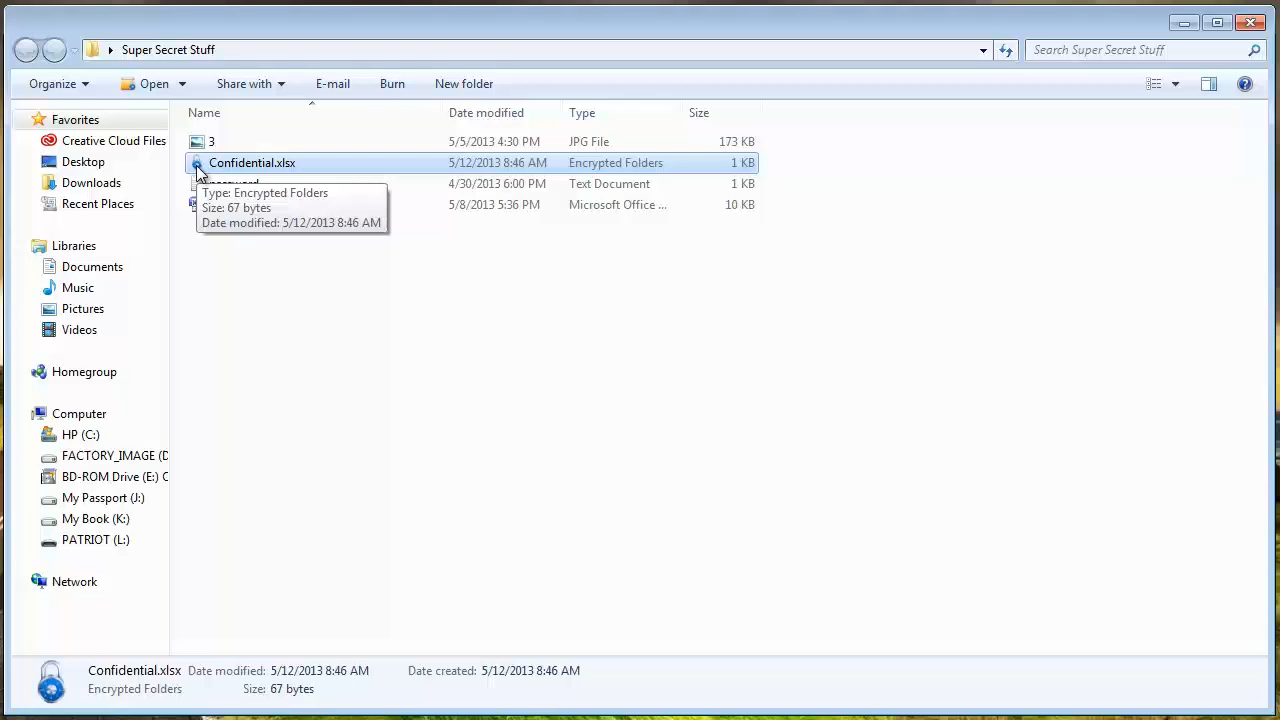 Super Secret Stuff
Search Super Secret Stuff
Organize Open Share with E-mail Burn New folder
Name Date modified Type Size
Favorites
Creative Cloud Files
Desktop
Downloads
Recent Places
Libraries
Documents
Music
Pictures
Videos
Homegroup
Computer
HP (C:)
FACTORY_IMAGE (D
BD-ROM Drive (E:) C
My Passport (J:)
My Book (K:)
PATRIOT (L:)
Network
3 5/5/2013 4:30 PM JPG File 173 KB
Confidential.xlsx 5/12/2013 8:46 AM Encrypted Folders 1 KB
4/30/2013 6:00 PM Text Document 1 KB
5/8/2013 5:36 PM Microsoft Office ... 10 KB
Type: Encrypted Folders
Size: 67 bytes
Date modified: 5/12/2013 8:46 AM
Confidential.xlsx Date modified: 5/12/2013 8:46 AM Date created: 5/12/2013 8:46 AM
Encrypted Folders Size: 67 bytes